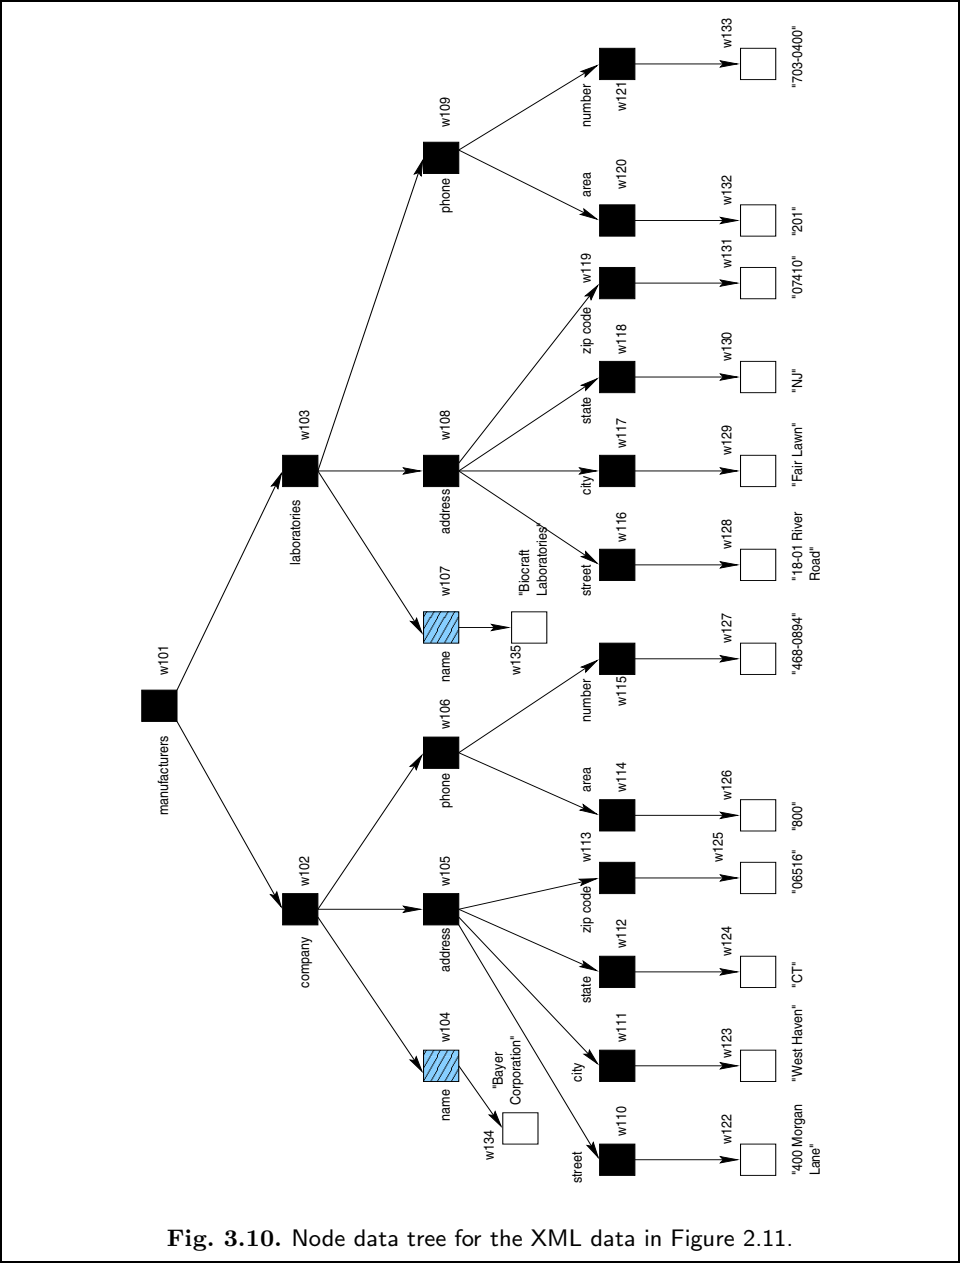 manufacturers
w101
company
w102
laboratories
w103
name
w104
address
w105
phone
w106
name
w107
address
w108
phone
w109
w134
"Bayer
Corporation"
w135
"Biocraft
Laboratories"
street
w110
city
w111
state
w112
zip code
w113
area
w114
number
w115
street
w116
city
w117
state
w118
zip code
w119
area
w120
number
w121
w122
w123
w124
w125
w126
w127
w128
w129
w130
w131
w132
w133
"400 Morgan
Lane"
"West Haven"
"CT"
"06516"
"800"
"468-0894"
"18-01 River
Road"
"Fair Lawn"
"NJ"
"07410"
"201"
"703-0400"
Fig. 3.10. Node data tree for the XML data in Figure 2.11.